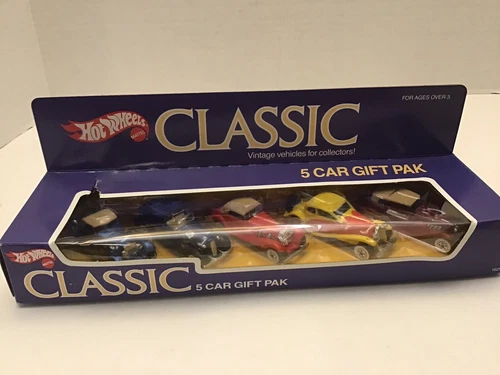 FOR AGES OVER 3
Hot Wheels
CLASSIC
Vintage vehicles for collectors!
5 CAR GIFT PAK
Hot Wheels
CLASSIC
5 CAR GIFT PAK